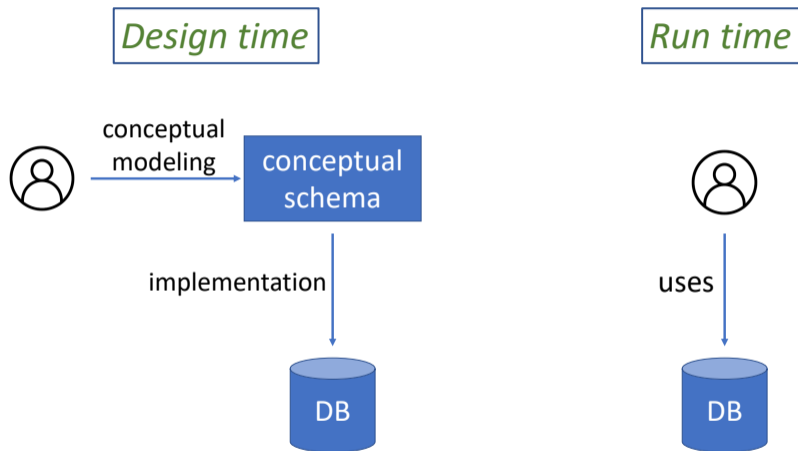 Design time
Run time
conceptual
modeling
conceptual
schema
implementation
uses
DB
DB